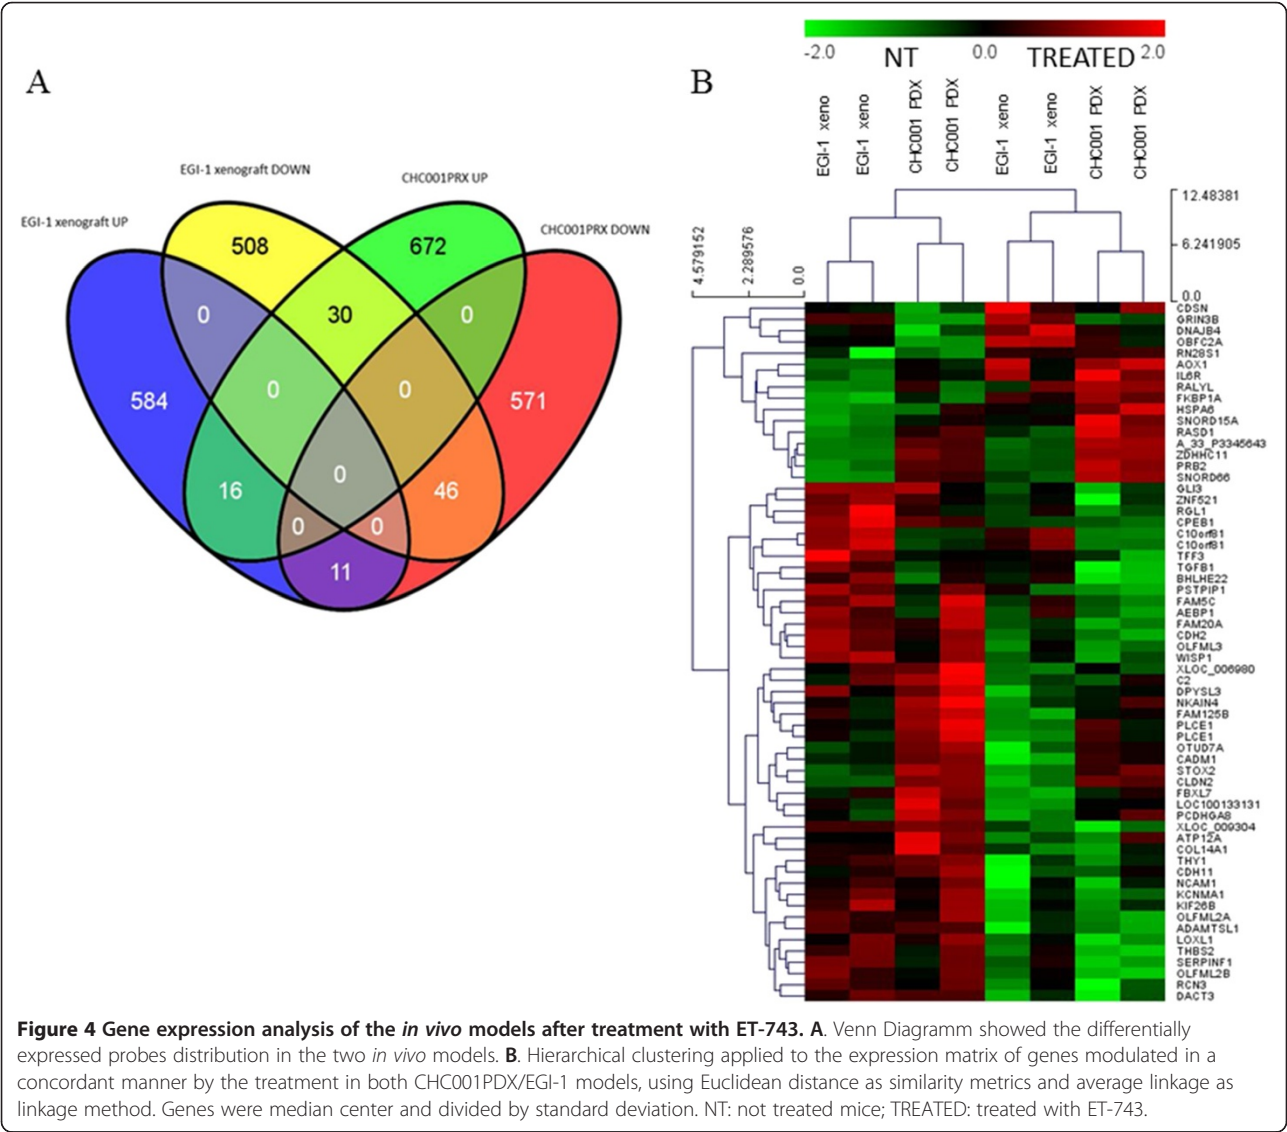 A
EGI-1 xenograft DOWN
CHC001PRX UP
EGI-1 xenograft UP
CHC001PRX DOWN
508
672
0
30
0
584
0
0
571
16
0
46
0
0
11
B
-2.0
0.0
2.0
NT
TREATED
EGI-1 xeno
EGI-1 xeno
CHC001 PDX
CHC001 PDX
EGI-1 xeno
EGI-1 xeno
CHC001 PDX
CHC001 PDX
12.48381
6.241905
0.0
4.579152
2.289576
0.0
CDSN
GRIN3B
DNAJB4
OBFC2A
RN28S1
AOX1
IL6R
RALYL
FKBP1A
HSPA6
SNORD15A
RASD1
A_33_P3345643
ZDHHC11
PRB2
SNORD66
GLI3
ZNF521
RGL1
CPEB1
C10orf81
C10orf81
TFF3
TGFB1
BHLHE22
PSTPIP1
FAM5C
AEBP1
FAM20A
CDH2
OLFML3
WISP1
XLOC_006980
C2
DPYSL3
NKAIN4
FAM125B
PLCE1
PLCE1
OTUD7A
CADM1
STOX2
CLDN2
FBXL7
LOC100133131
PCDHGA8
XLOC_009304
ATP12A
COL14A1
THY1
CDH11
NCAM1
KCNMA1
KIF26B
OLFML2A
ADAMTSL1
LOXL1
THBS2
SERPINF1
OLFML2B
RCN3
DACT3
Figure 4 Gene expression analysis of the in vivo models after treatment with ET-743. A. Venn Diagramm showed the differentially
expressed probes distribution in the two in vivo models. B. Hierarchical clustering applied to the expression matrix of genes modulated in a
concordant manner by the treatment in both CHC001PDX/EGI-1 models, using Euclidean distance as similarity metrics and average linkage as
linkage method. Genes were median center and divided by standard deviation. NT: not treated mice; TREATED: treated with ET-743.